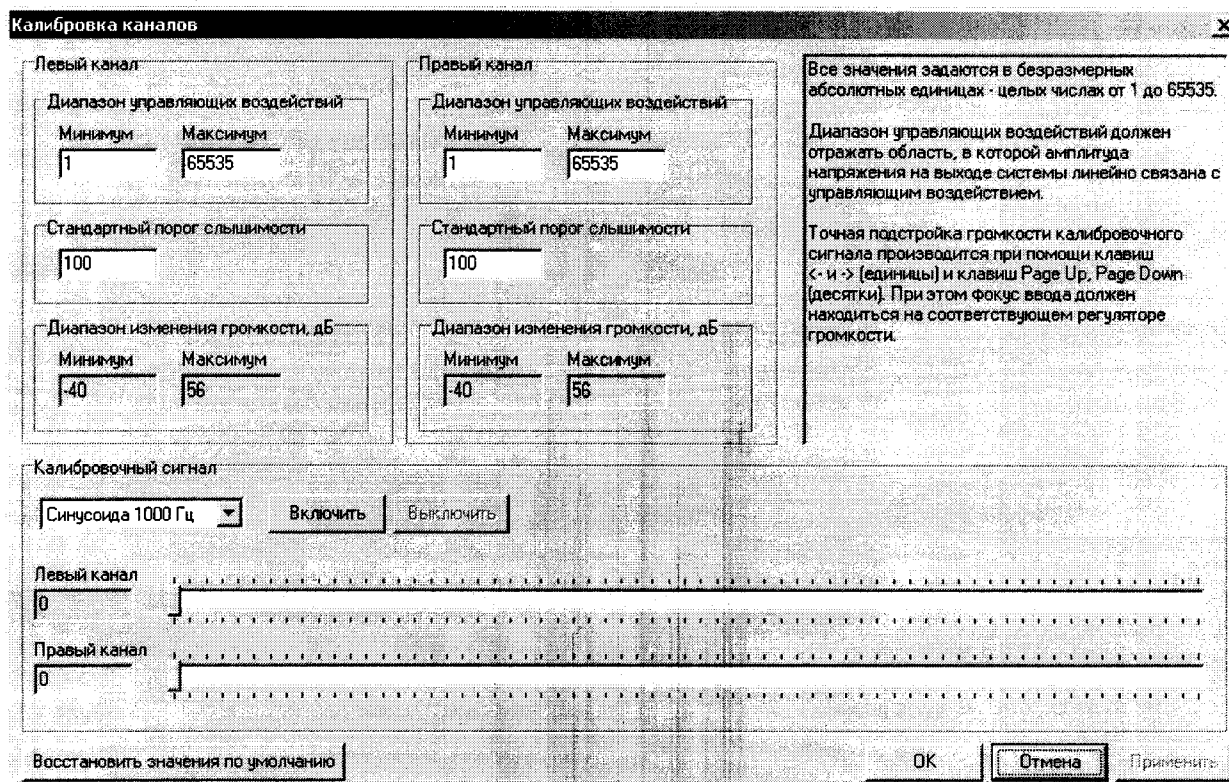 Калибровка каналов
Левый канал
Диапазон управляющих воздействий
Минимум Максимум
1 65535
Стандартный порог слышимости
100
Диапазон изменения громкости, дБ
Минимум Максимум
-40 56
Правый канал
Диапазон управляющих воздействий
Минимум Максимум
1 65535
Стандартный порог слышимости
100
Диапазон изменения громкости, дБ
Минимум Максимум
-40 56
Все значения задаются в безразмерных
абсолютных единицах - целых числах от 1 до 65535.
Диапазон управляющих воздействий должен
отражать область, в которой амплитуда
напряжения на выходе системы линейно связана с
управляющим воздействием.
Точная подстройка громкости калибровочного
сигнала производится при помощи клавиш
<- и -> (единицы) и клавиш Page Up, Page Down
(десятки). При этом фокус ввода должен
находиться на соответствующем регуляторе
громкости.
Калибровочный сигнал
Синусоида 1000 Гц Включить Выключить
Левый канал
0
Правый канал
0
Восстановить значения по умолчанию OK Отмена Применить